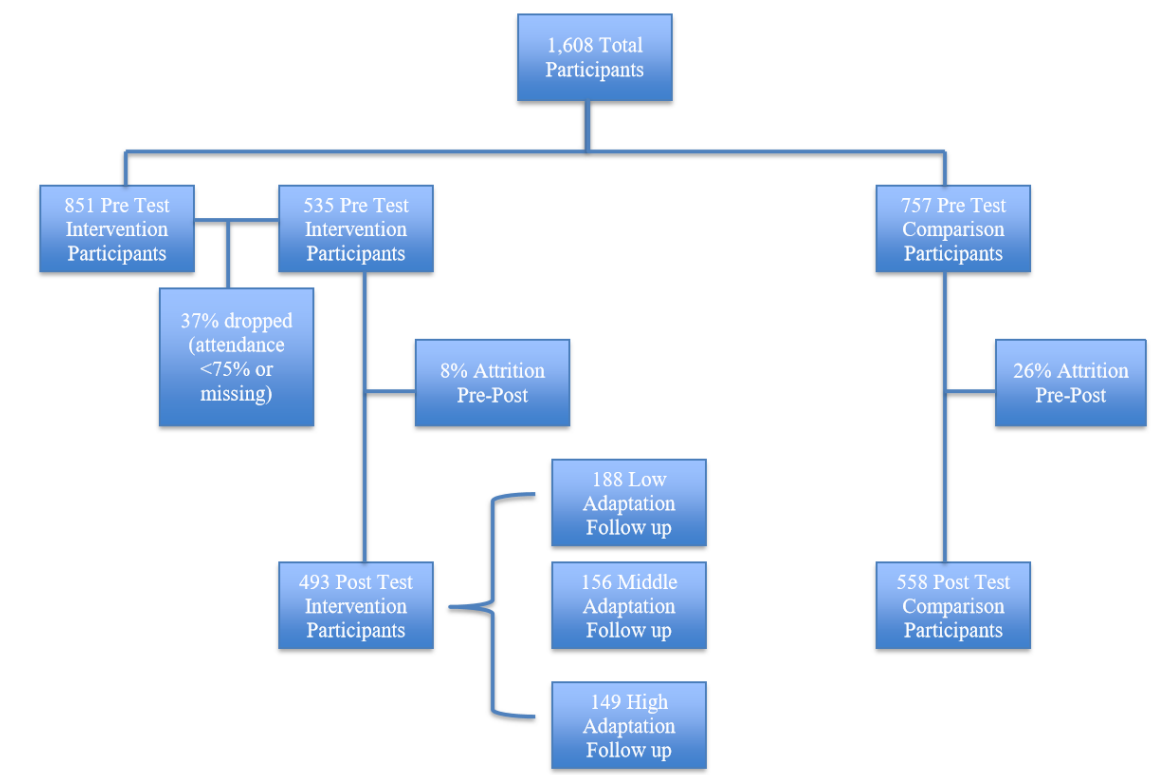 1,608 Total
Participants
851 Pre Test
Intervention
Participants
535 Pre Test
Intervention
Participants
757 Pre Test
Comparison
Participants
37% dropped
(attendance
<75% or
missing)
8% Attrition
Pre-Post
26% Attrition
Pre-Post
188 Low
Adaptation
Follow up
493 Post Test
Intervention
Participants
156 Middle
Adaptation
Follow up
558 Post Test
Comparison
Participants
149 High
Adaptation
Follow up